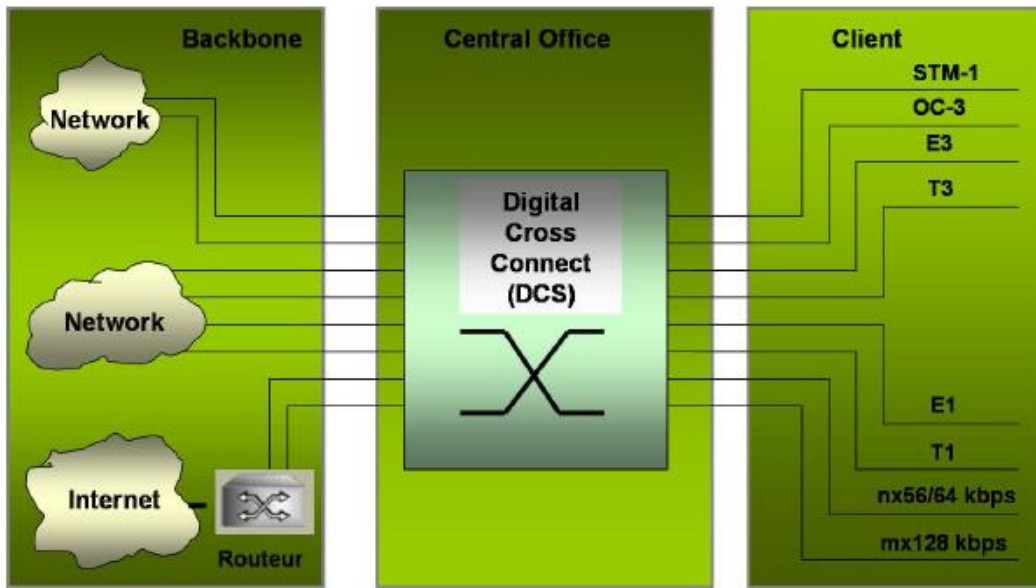 Backbone
Network
Network
Internet
Routeur
Central Office
Digital
Cross
Connect
(DCS)
Client
STM-1
OC-3
E3
T3
E1
T1
nx56/64 kbps
mx128 kbps